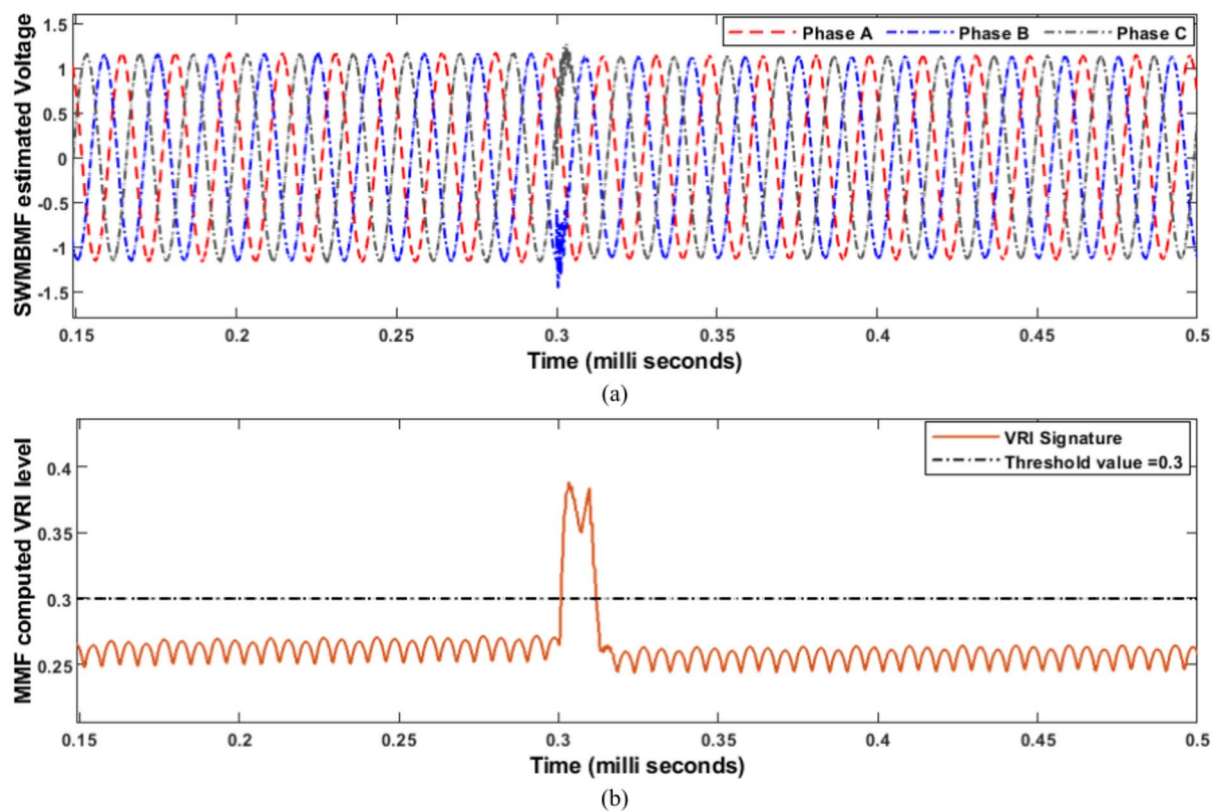 SWMBMF estimated Voltage
1.5
1
0.5
0
-0.5
-1
-1.5
Phase A Phase B Phase C
0.15 0.2 0.25 0.3 0.35 0.4 0.45 0.5
Time (milli seconds)
(a)
MMF computed VRI level
0.4
0.35
0.3
0.25
VRI Signature
Threshold value =0.3
0.15 0.2 0.25 0.3 0.35 0.4 0.45 0.5
Time (milli seconds)
(b)